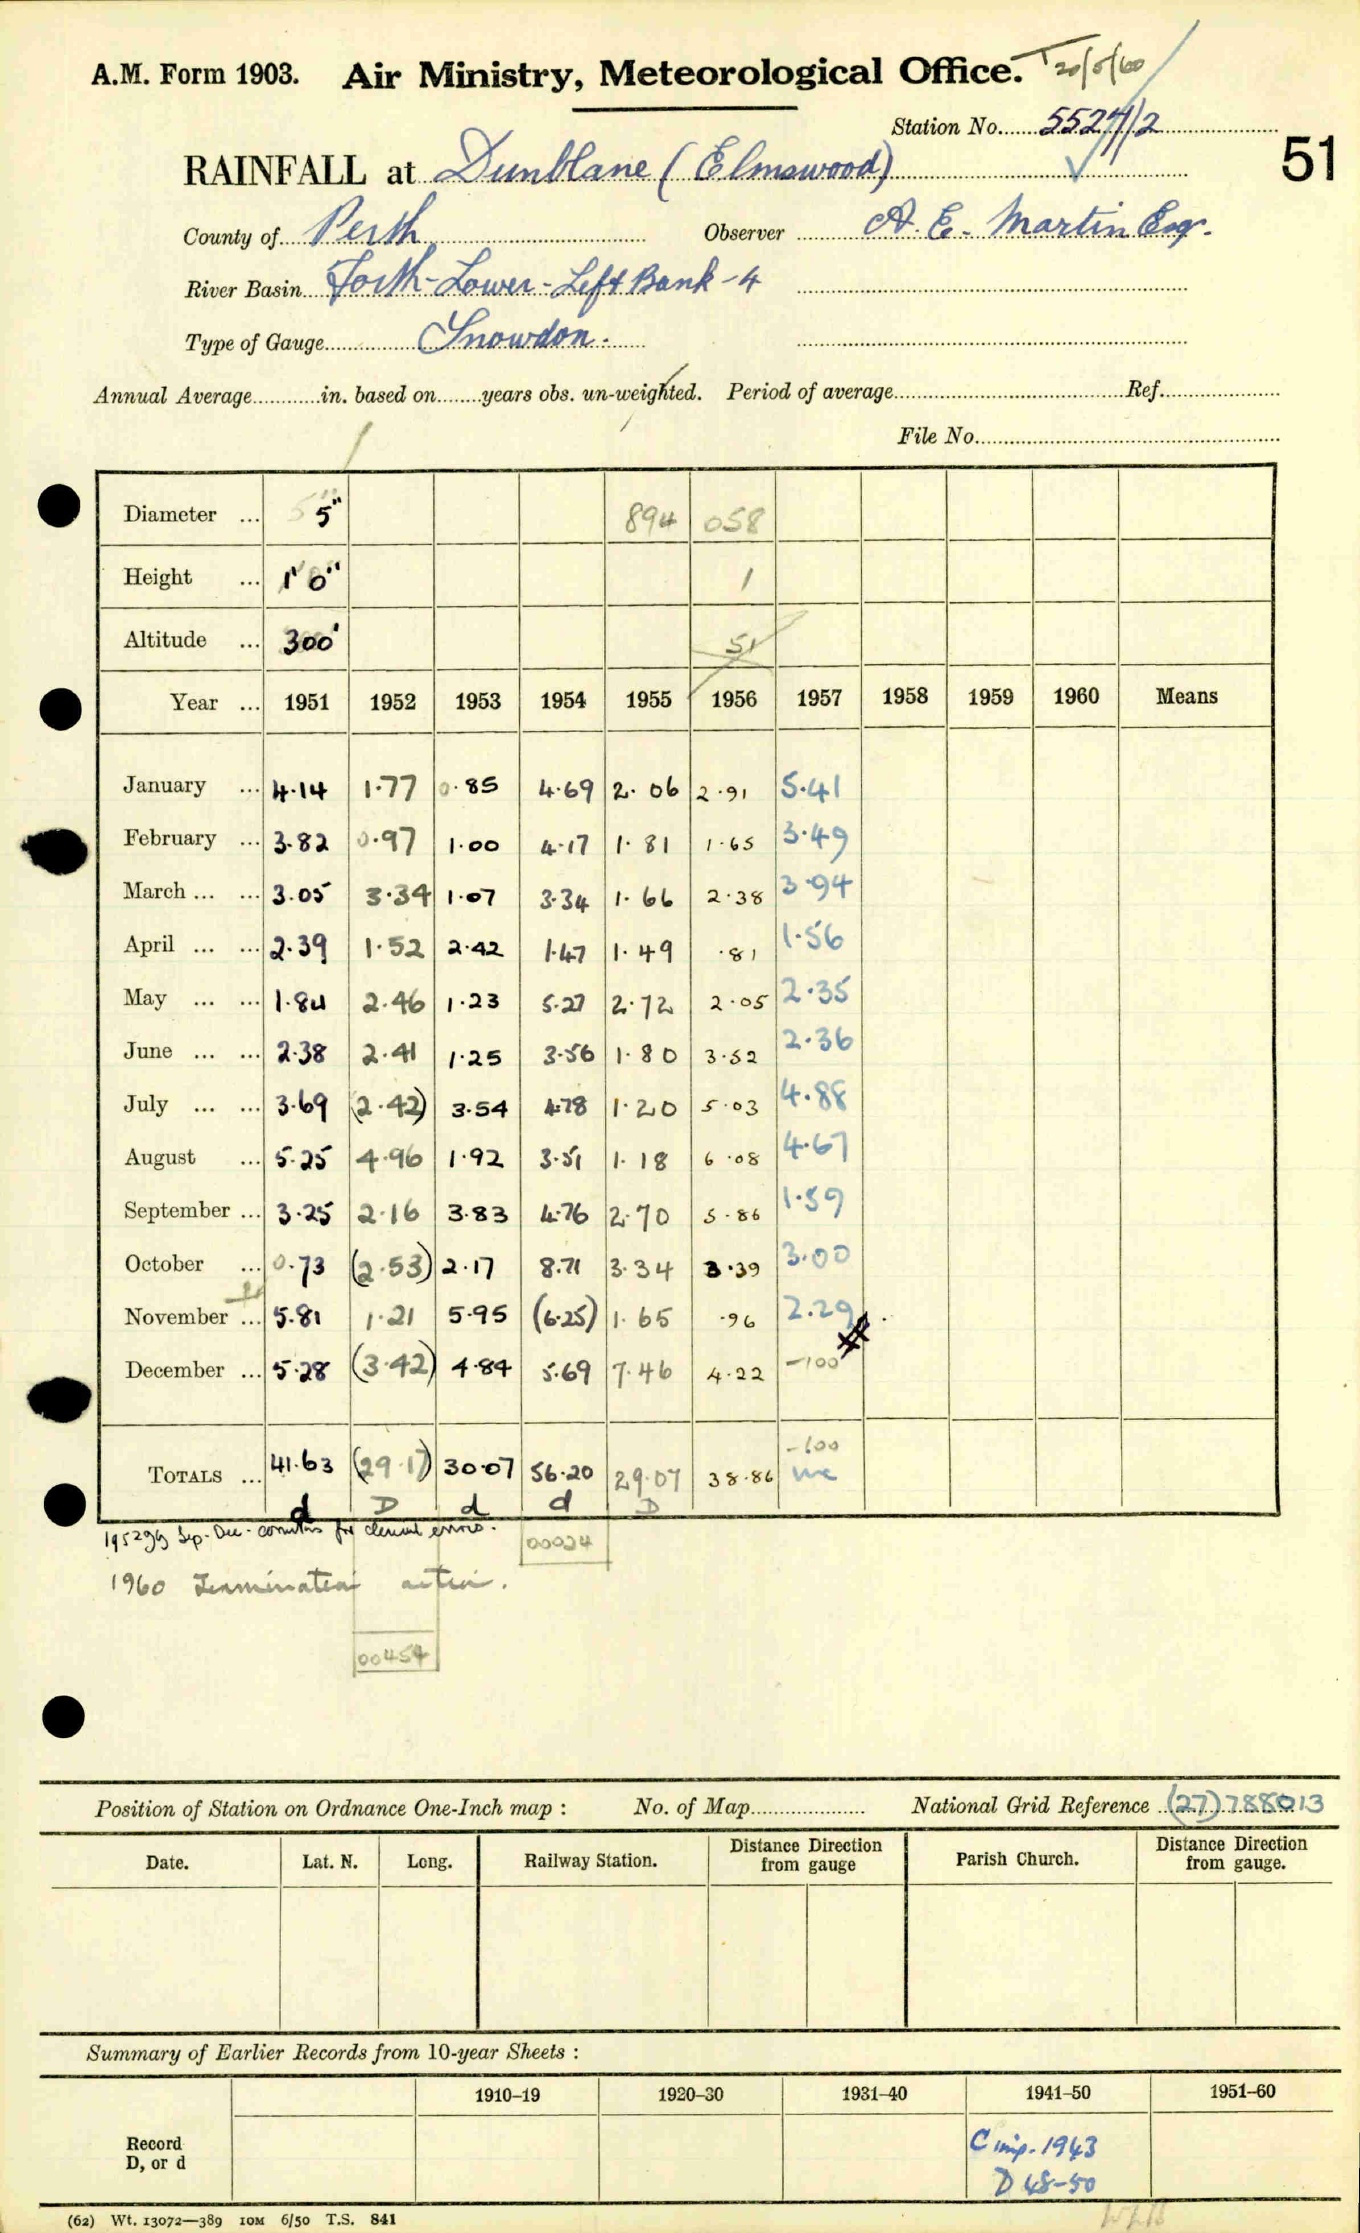 A.M. Form 1903. Air Ministry, Meteorological Office. T 20/5/60
Station No. 5524/2
51
RAINFALL at Dunblane (Elmswood)
County of Perth Observer A. E. Martin Esq.
River Basin Forth-Lower-Left Bank-4
Type of Gauge Snowdon.
Annual Average in. based on years obs. un-weighted. Period of average Ref.
File No.
Diameter ... 5" 894 058
Height ... 1' 0" 1
Altitude ... 300' 51
Year ... 1951 1952 1953 1954 1955 1956 1957 1958 1959 1960 Means
January ... 4.14 1.77 0.85 4.69 2.06 2.91 5.41
February ... 3.82 0.97 1.00 4.17 1.81 1.65 3.49
March ... ... 3.05 3.34 1.07 3.34 1.66 2.38 3.94
April ... ... 2.39 1.52 2.42 1.47 1.49 .81 1.56
May ... ... 1.84 2.46 1.23 5.27 2.72 2.05 2.35
June ... ... 2.38 2.41 1.25 3.56 1.80 3.52 2.36
July ... ... 3.69 (2.42) 3.54 4.78 1.20 5.03 4.88
August ... 5.25 4.96 1.92 3.51 1.18 6.08 4.67
September ... 3.25 2.16 3.83 4.76 2.70 5.86 1.59
October ... 0.73 (2.53) 2.17 8.71 3.34 3.39 3.00
November ... 5.81 1.21 5.95 (6.25) 1.65 .96 2.29
December ... 5.28 (3.42) 4.84 5.69 7.46 4.22 -100
-100
TOTALS ... 41.63 (29.17) 30.07 56.20 29.07 38.86 inc
d D d d D
Sep-Dec- for clerical errors.
00024
1960 Termination action.
00454
Position of Station on Ordnance One-Inch map : No. of Map National Grid Reference (27)788013
Date. Lat. N. Long. Railway Station. Distance Direction from gauge Parish Church. Distance Direction from gauge.
Summary of Earlier Records from 10-year Sheets :
1910–19 1920–30 1931–40 1941–50 1951–60
Record D, or d
C inp. 1943
D 48-50
(62) Wt. 13072—389 10M 6/50 T.S. 841